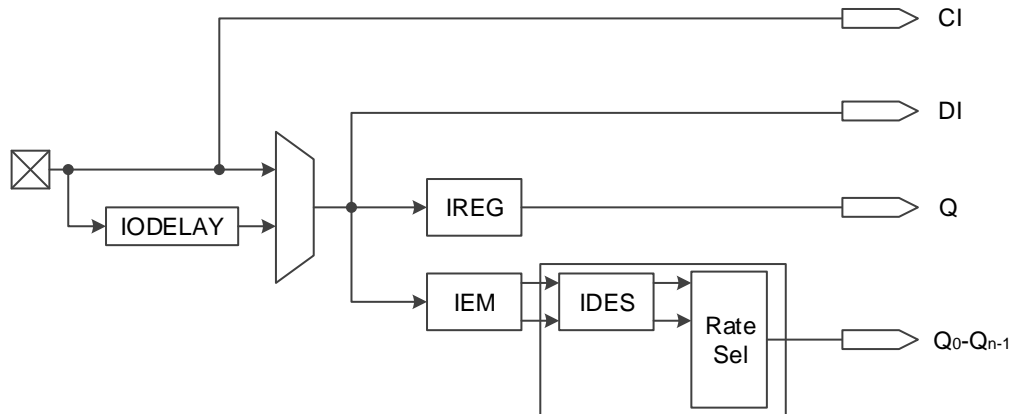 CI
DI
IODELAY
IREG
Q
IEM
IDES
Rate
Sel
Q0-Qn-1